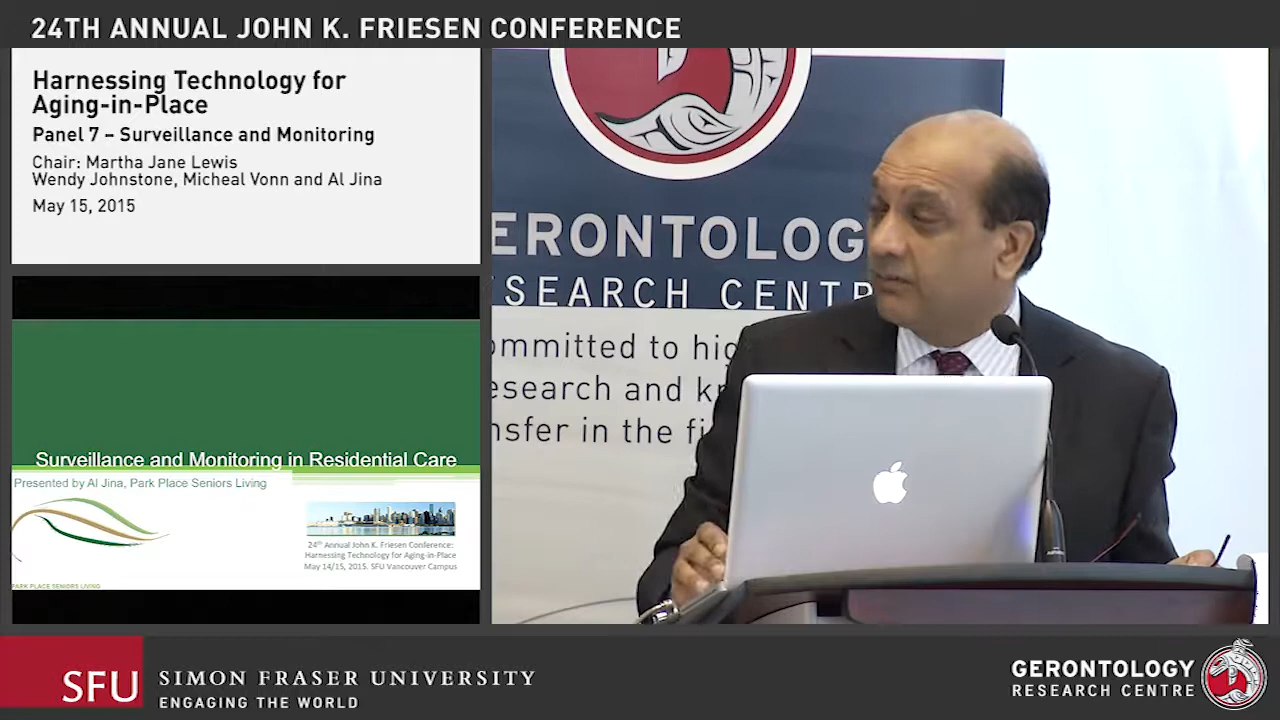 24TH ANNUAL JOHN K. FRIESEN CONFERENCE
Harnessing Technology for
Aging-in-Place
Panel 7 – Surveillance and Monitoring
Chair: Martha Jane Lewis
Wendy Johnstone, Micheal Vonn and Al Jina
May 15, 2015
Surveillance and Monitoring in Residential Care
Presented by Al Jina, Park Place Seniors Living
24th Annual John K. Friesen Conference:
Harnessing Technology for Aging-in-Place
May 14/15, 2015. SFU Vancouver Campus
PARK PLACE SENIORS LIVING
ERONTOLOG
SEARCH CENTR
ommitted to hig
esearch and k
nsfer in the fi
SFU
SIMON FRASER UNIVERSITY
ENGAGING THE WORLD
GERONTOLOGY
RESEARCH CENTRE